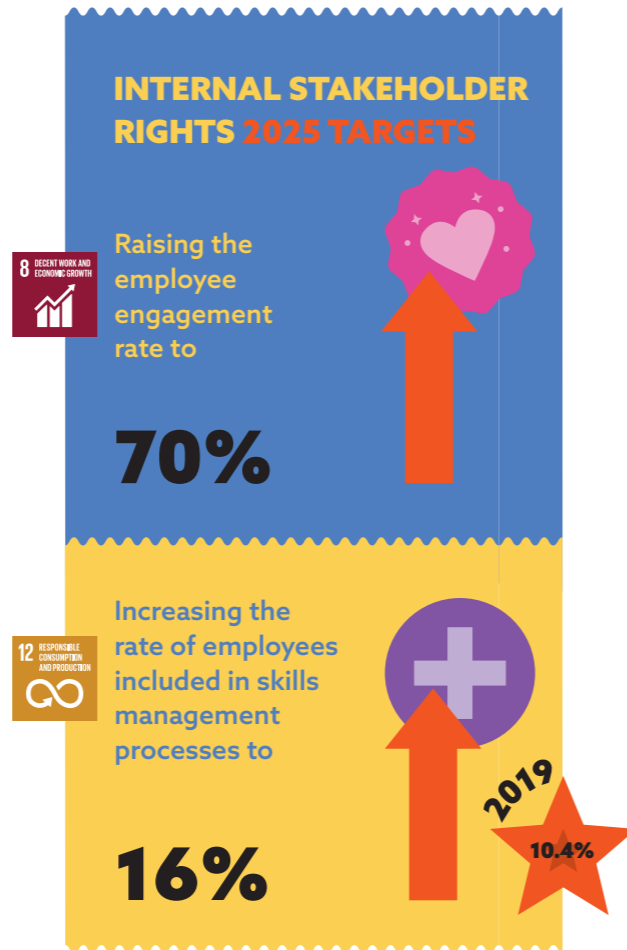 INTERNAL STAKEHOLDER
RIGHTS 2025 TARGETS
8 DECENT WORK AND
ECONOMIC GROWTH
Raising the
employee
engagement
rate to
70%
12 RESPONSIBLE
CONSUMPTION
AND PRODUCTION
Increasing the
rate of employees
included in skills
management
processes to
16%
2019
10.4%